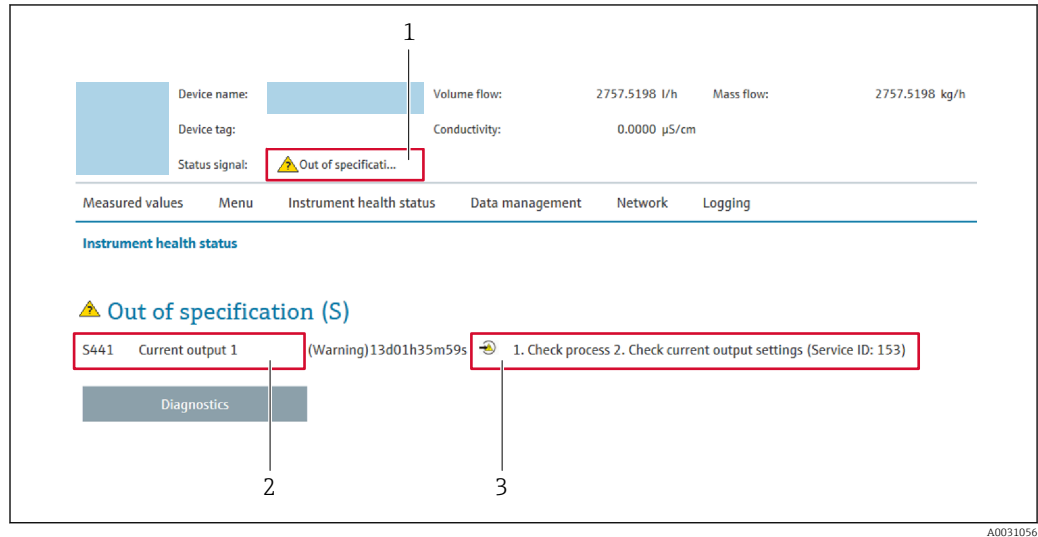 1
Device name: Volume flow: 2757.5198 l/h Mass flow: 2757.5198 kg/h
Device tag: Conductivity: 0.0000 µS/cm
Status signal: Out of specificati...
Measured values Menu Instrument health status Data management Network Logging
Instrument health status
Out of specification (S)
S441 Current output 1 (Warning)13d01h35m59s 1. Check process 2. Check current output settings (Service ID: 153)
Diagnostics
2 3
A0031056